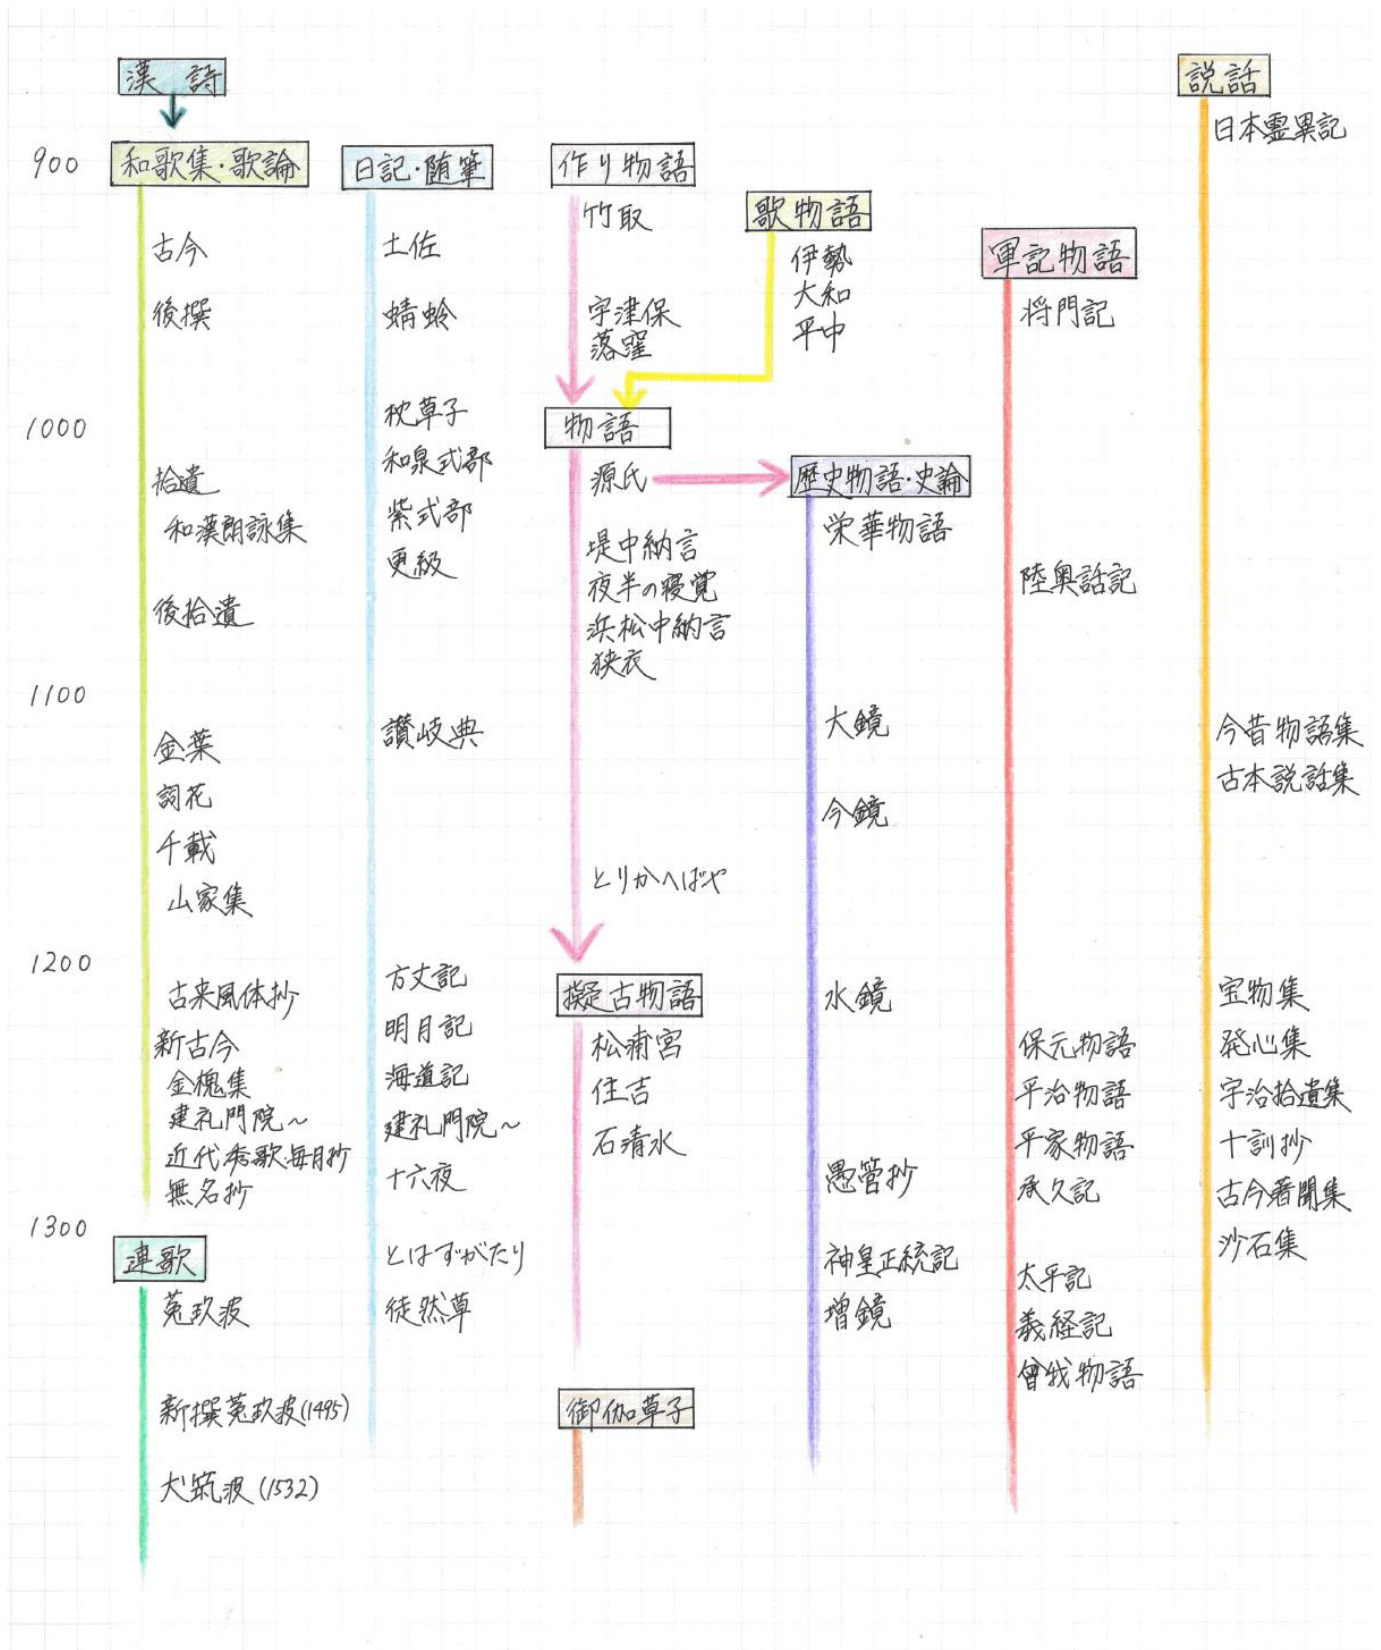 漢詩
和歌集・歌論
古今
後撰
拾遺
和漢朗詠集
後拾遺
金葉
詞花
千載
山家集
古来風体抄
新古今
金槐集
建礼門院～
近代秀歌・毎月抄
無名抄
連歌
菟玖波
新撰菟玖波(1495)
犬筑波(1532)
日記・随筆
土佐
蜻蛉
枕草子
和泉式部
紫式部
更級
讃岐典
方丈記
明月記
海道記
建礼門院～
十六夜
とはずがたり
徒然草
作り物語
竹取
宇津保
落窪
物語
源氏
堤中納言
夜半の寝覚
浜松中納言
狭衣
とりかへばや
擬古物語
松浦宮
住吉
石清水
御伽草子
歌物語
伊勢
大和
平中
歴史物語・史論
栄華物語
大鏡
今鏡
水鏡
愚管抄
神皇正統記
増鏡
軍記物語
将門記
陸奥話記
保元物語
平治物語
平家物語
承久記
太平記
義経記
曾我物語
説話
日本霊異記
今昔物語集
古本説話集
宝物集
発心集
宇治拾遺集
十訓抄
古今著聞集
沙石集
900
1000
1100
1200
1300